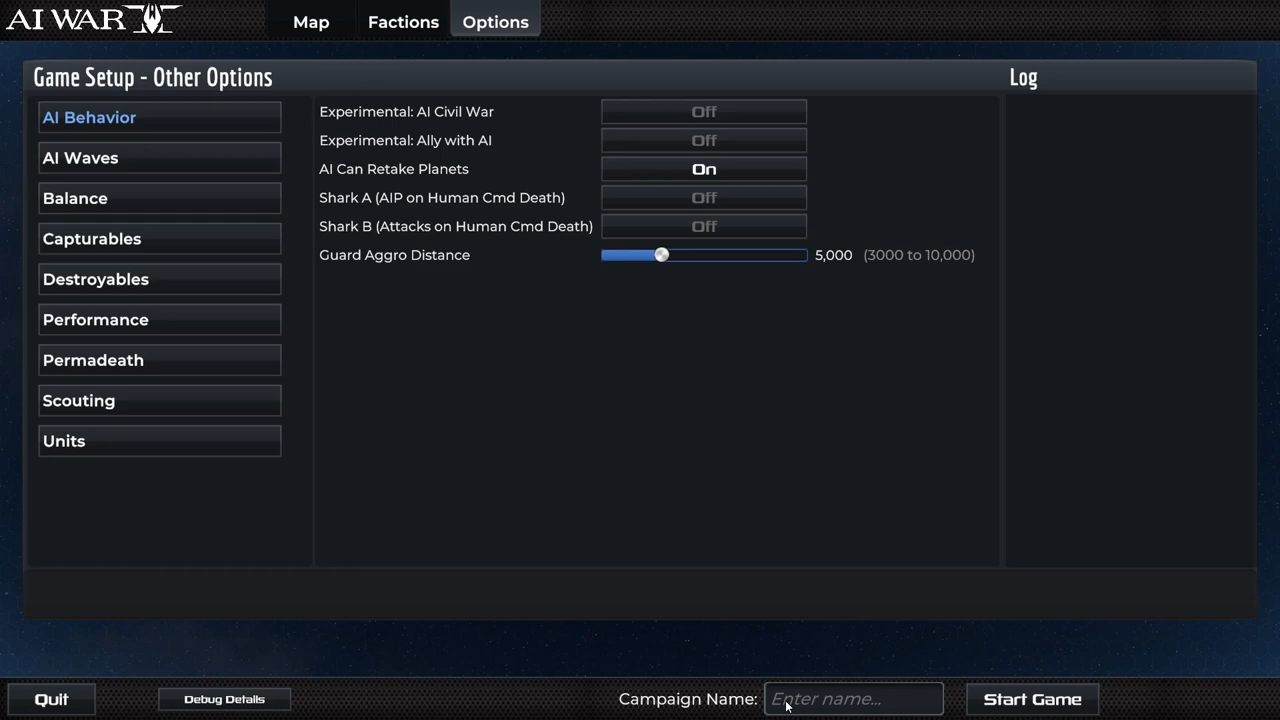 AI WAR II
Map Factions Options
Game Setup - Other Options
Log
AI Behavior
AI Waves
Balance
Capturables
Destroyables
Performance
Permadeath
Scouting
Units
Experimental: AI Civil War Off
Experimental: Ally with AI Off
AI Can Retake Planets On
Shark A (AIP on Human Cmd Death) Off
Shark B (Attacks on Human Cmd Death) Off
Guard Aggro Distance 5,000 (3000 to 10,000)
Quit Debug Details Campaign Name: Enter name... Start Game